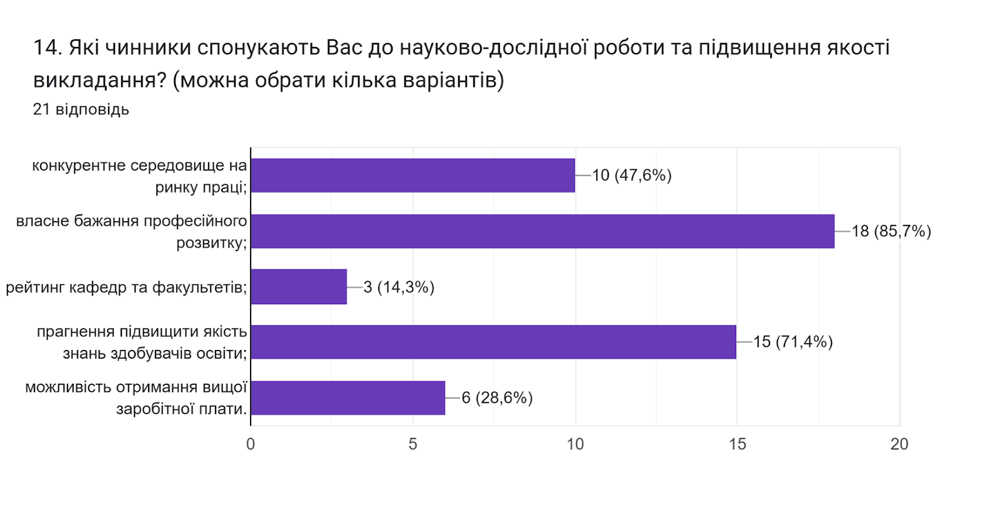 14. Які чинники спонукають Вас до науково-дослідної роботи та підвищення якості
викладання? (можна обрати кілька варіантів)
21 відповідь
конкурентне середовище на
ринку праці;
10 (47,6%)
власне бажання професійного
розвитку;
18 (85,7%)
рейтинг кафедр та факультетів;
3 (14,3%)
прагнення підвищити якість
знань здобувачів освіти;
15 (71,4%)
можливість отримання вищої
заробітної плати.
6 (28,6%)
0 5 10 15 20